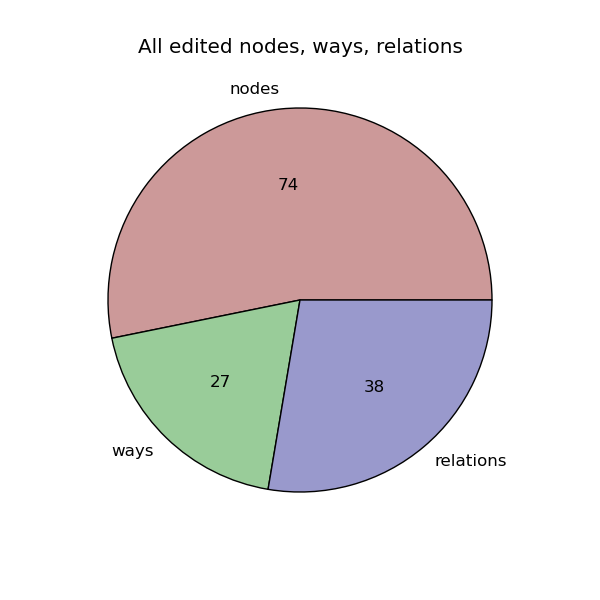 All edited nodes, ways, relations
nodes
74
27
38
ways
relations